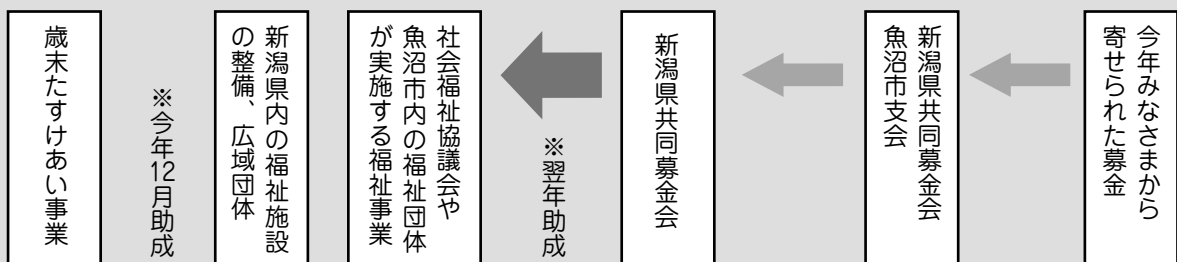 今年みなさまから
寄せられた募金
新潟県共同募金会
魚沼市支会
新潟県共同募金会
※翌年助成
社会福祉協議会や
魚沼市内の福祉団体
が実施する福祉事業
新潟県内の福祉施設
の整備、広域団体
※今年12月助成
歳末たすけあい事業